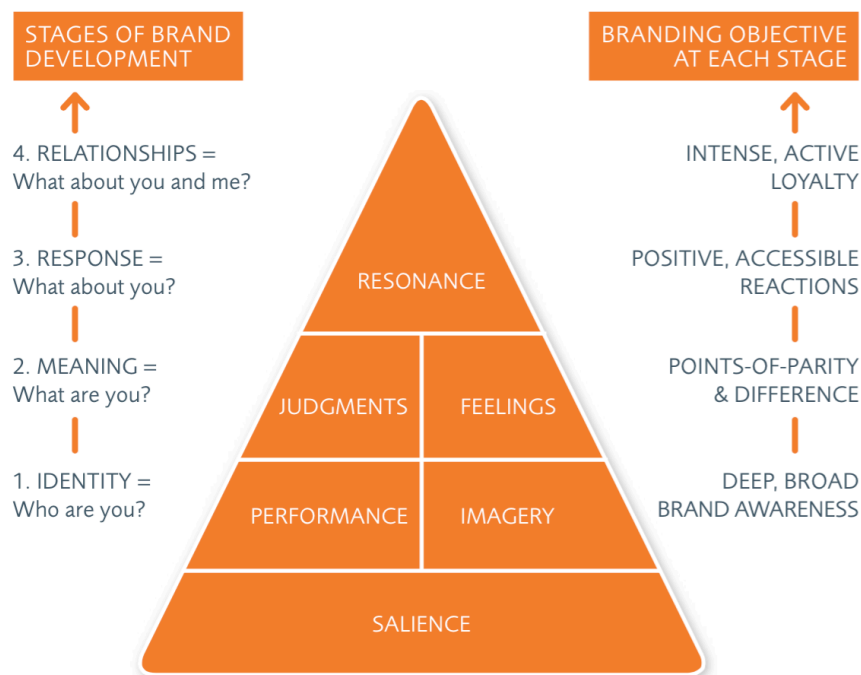 STAGES OF BRAND
DEVELOPMENT
BRANDING OBJECTIVE
AT EACH STAGE
4. RELATIONSHIPS =
What about you and me?
INTENSE, ACTIVE
LOYALTY
3. RESPONSE =
What about you?
POSITIVE, ACCESSIBLE
REACTIONS
RESONANCE
2. MEANING =
What are you?
POINTS-OF-PARITY
& DIFFERENCE
JUDGMENTS
FEELINGS
1. IDENTITY =
Who are you?
DEEP, BROAD
BRAND AWARENESS
PERFORMANCE
IMAGERY
SALIENCE